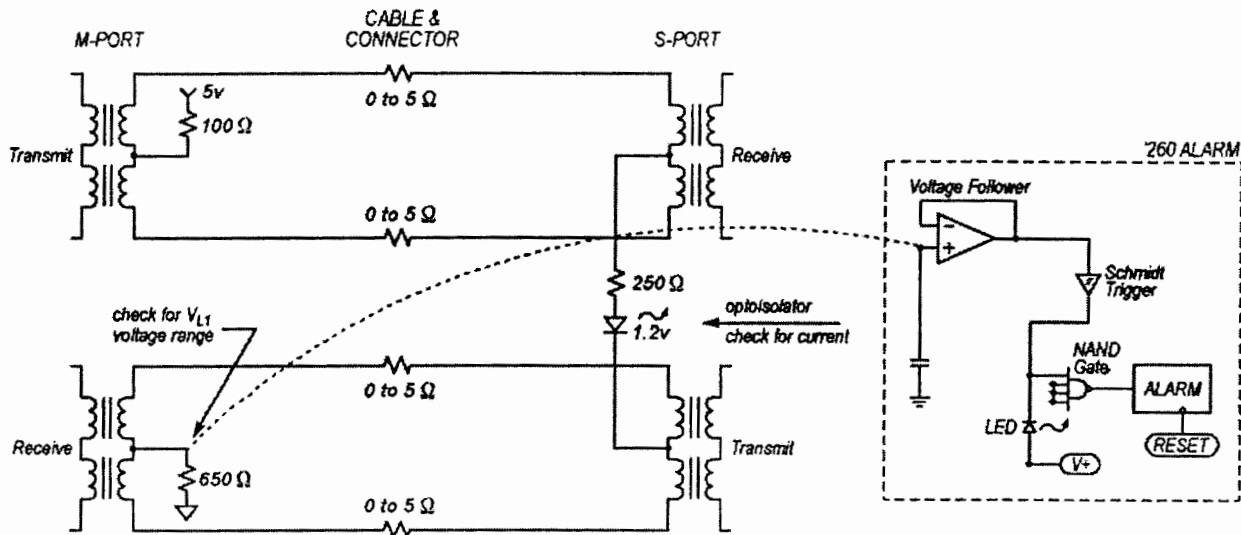 CABLE &
CONNECTOR
M-PORT
S-PORT
5v
100 Ω
0 to 5 Ω
Transmit
Receive
0 to 5 Ω
250 Ω
1.2v
optoisolator
check for current
check for VL1
voltage range
0 to 5 Ω
Receive
650 Ω
Transmit
0 to 5 Ω
'260 ALARM
Voltage Follower
−
+
Schmidt
Trigger
NAND
Gate
ALARM
LED
RESET
V+